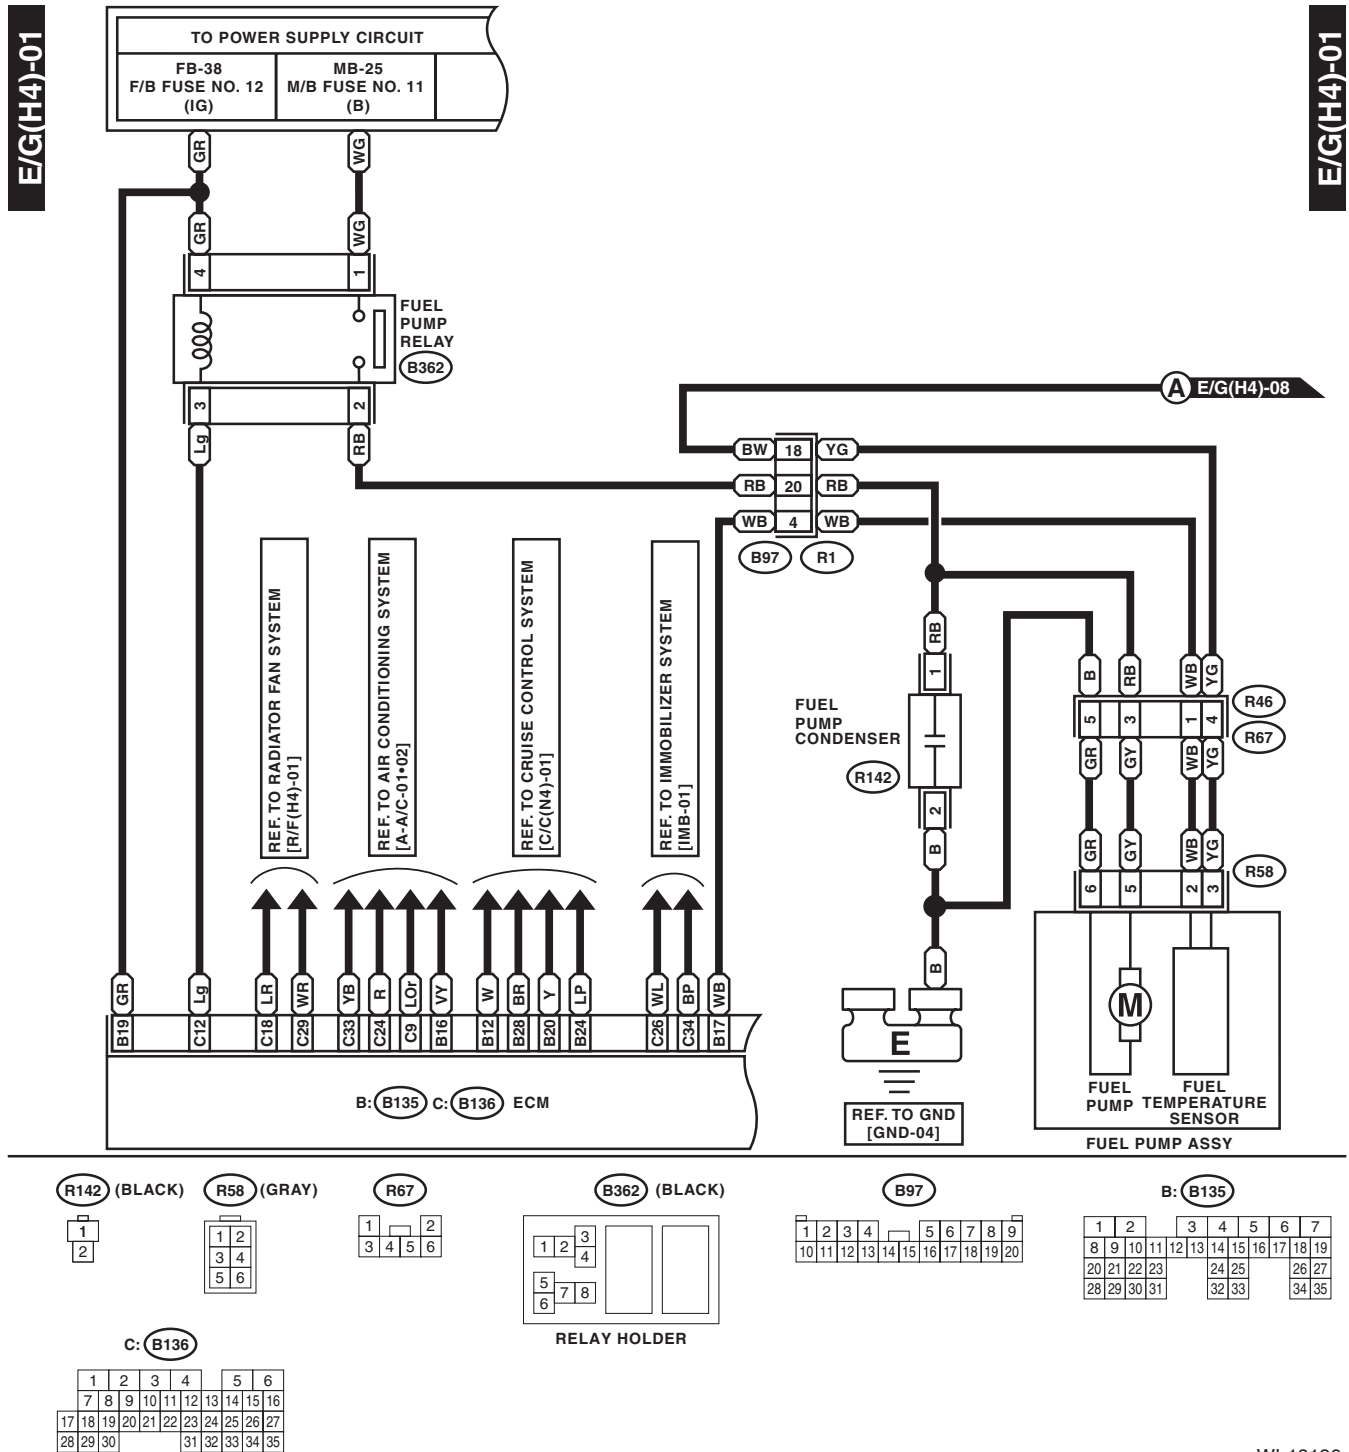 E/G(H4)-01
E/G(H4)-01
TO POWER SUPPLY CIRCUIT
FB-38
F/B FUSE NO. 12
(IG)
MB-25
M/B FUSE NO. 11
(B)
GR
WG
GR
WG
4
1
FUEL
PUMP
RELAY
B362
3
2
Lg
RB
A E/G(H4)-08
BW 18 YG
RB 20 RB
WB 4 WB
B97 R1
REF. TO RADIATOR FAN SYSTEM
[R/F(H4)-01]
REF. TO AIR CONDITIONING SYSTEM
[A-A/C-01•02]
REF. TO CRUISE CONTROL SYSTEM
[C/C(N4)-01]
REF. TO IMMOBILIZER SYSTEM
[IMB-01]
RB
1
FUEL
PUMP
CONDENSER
R142
2
B
B
B RB WB YG
5 3 1 4
R46
R67
GR GY WB YG
GR GY WB YG
6 5 2 3
R58
M
FUEL
PUMP
FUEL
TEMPERATURE
SENSOR
FUEL PUMP ASSY
E
REF. TO GND
[GND-04]
GR Lg LR WR YB R LOr VY W BR Y LP WL BP WB
B19 C12 C18 C29 C33 C24 C9 B16 B12 B28 B20 B24 C26 C34 B17
B: B135 C: B136 ECM
R142 (BLACK)
1
2
R58 (GRAY)
1 2
3 4
5 6
R67
1 2
3 4 5 6
B362 (BLACK)
1 2 3
4
5
6 7 8
RELAY HOLDER
B97
1 2 3 4 5 6 7 8 9
10 11 12 13 14 15 16 17 18 19 20
B: B135
1 2 3 4 5 6 7
8 9 10 11 12 13 14 15 16 17 18 19
20 21 22 23 24 25 26 27
28 29 30 31 32 33 34 35
C: B136
1 2 3 4 5 6
7 8 9 10 11 12 13 14 15 16
17 18 19 20 21 22 23 24 25 26 27
28 29 30 31 32 33 34 35